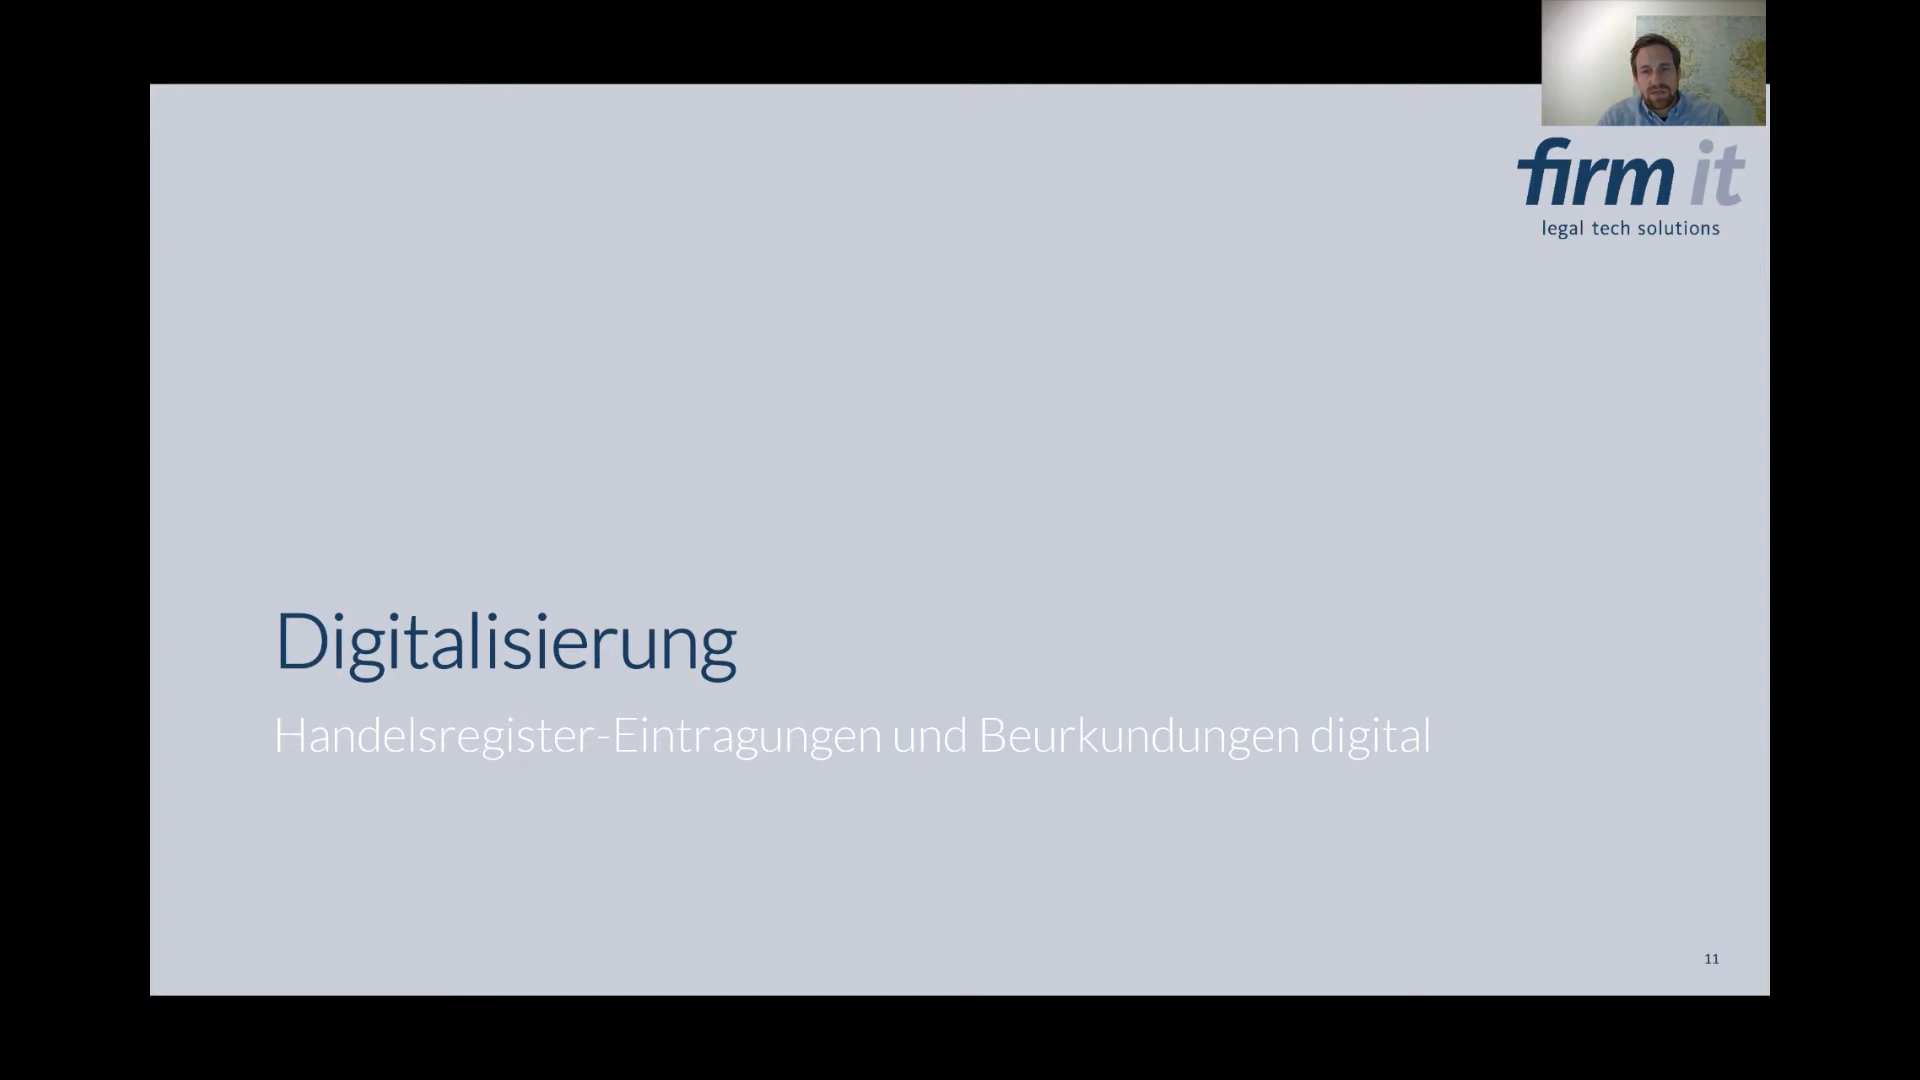 firm it
legal tech solutions
Digitalisierung
Handelsregister-Eintragungen und Beurkundungen digital
11